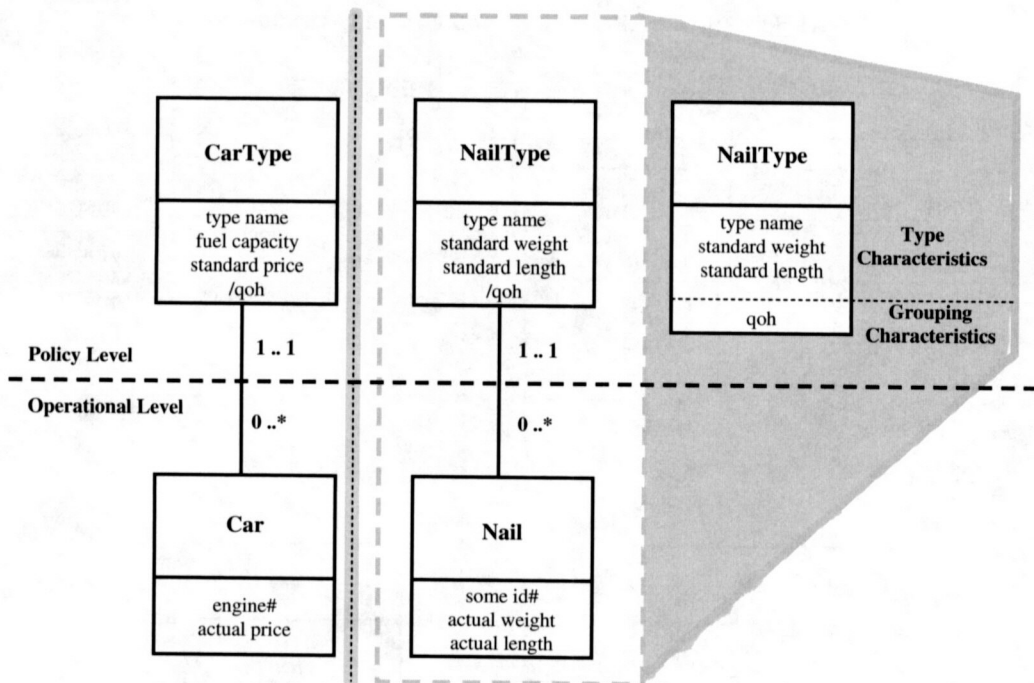 CarType
type name
fuel capacity
standard price
/qoh
NailType
type name
standard weight
standard length
/qoh
NailType
type name
standard weight
standard length
qoh
Type
Characteristics
Grouping
Characteristics
Policy Level
1 .. 1
1 .. 1
Operational Level
0 ..*
0 ..*
Car
engine#
actual price
Nail
some id#
actual weight
actual length